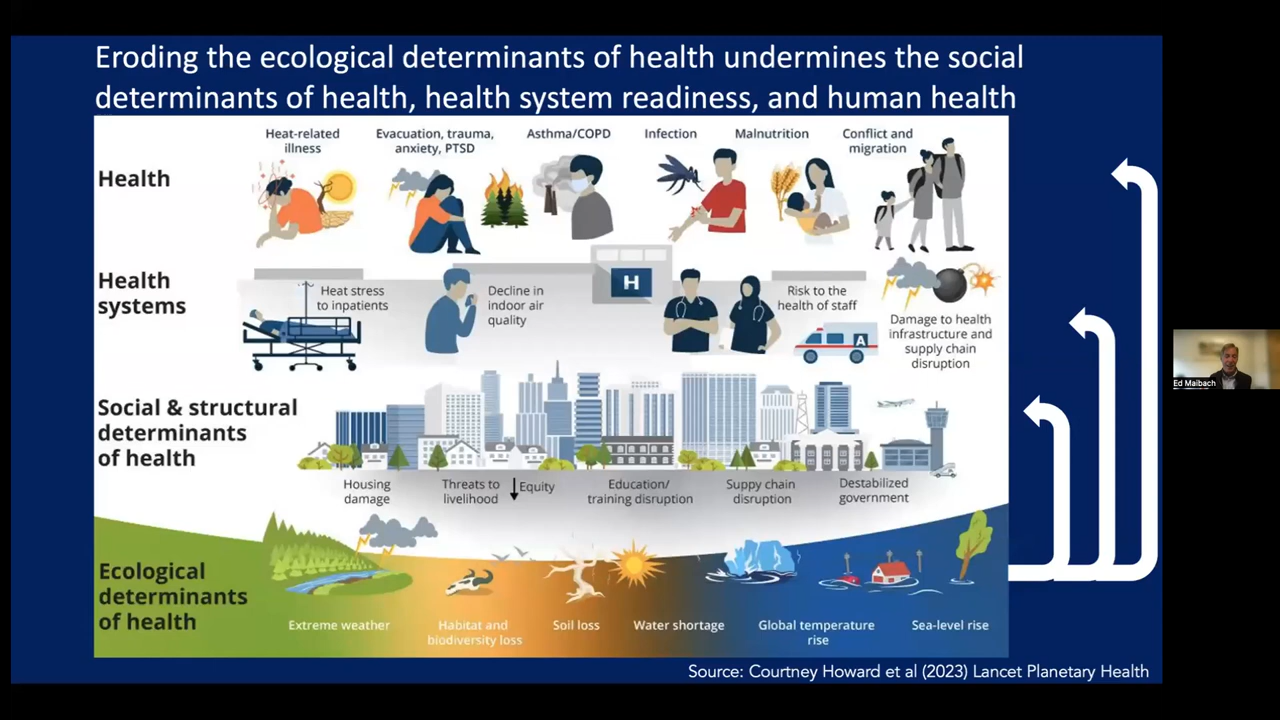 Eroding the ecological determinants of health undermines the social
determinants of health, health system readiness, and human health
Health
Heat-related
illness
Evacuation, trauma,
anxiety, PTSD
Asthma/COPD
Infection
Malnutrition
Conflict and
migration
Health
systems
Heat stress
to inpatients
Decline in
indoor air
quality
H
Risk to the
health of staff
A
Damage to health
infrastructure and
supply chain
disruption
Social & structural
determinants
of health
Housing
damage
Threats to
livelihood
Equity
Education/
training disruption
Suppy chain
disruption
Destabilized
government
Ecological
determinants
of health
Extreme weather
Habitat and
biodiversity loss
Soil loss
Water shortage
Global temperature
rise
Sea-level rise
Source: Courtney Howard et al (2023) Lancet Planetary Health
Ed Maibach